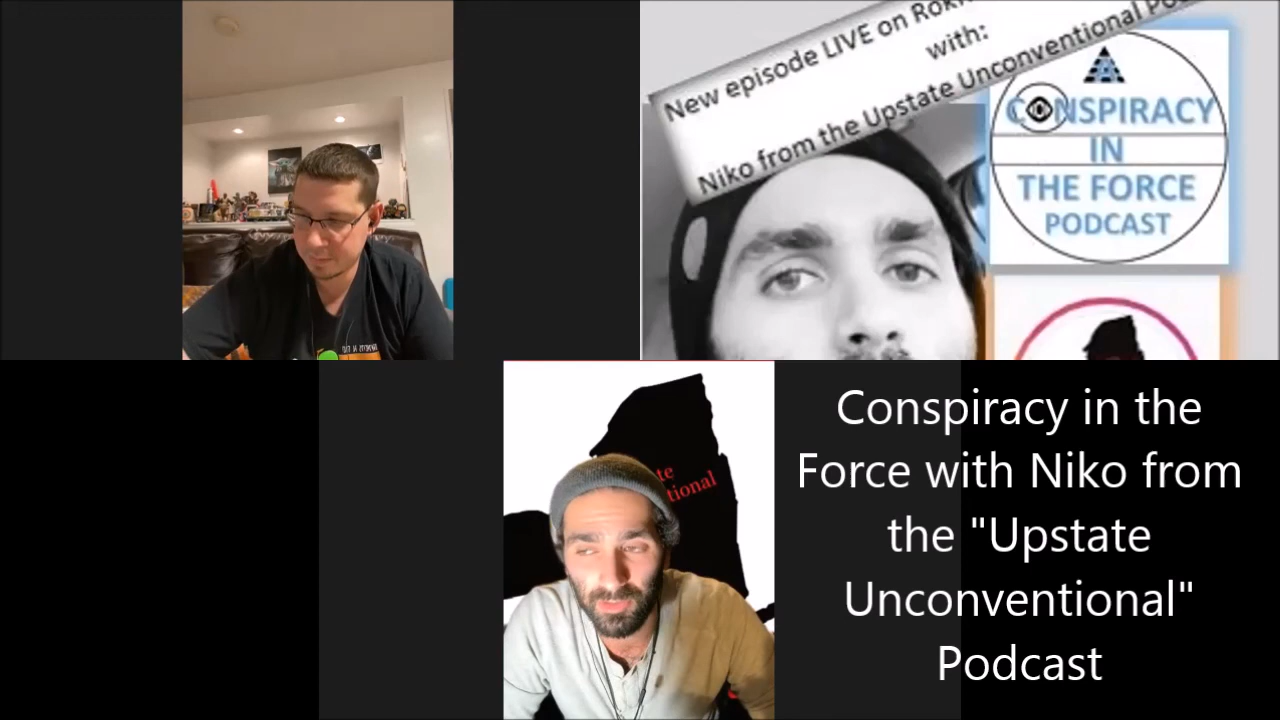 New episode LIVE on
with:
Niko from the Upstate Unconventional
CONSPIRACY
IN
THE FORCE
PODCAST
tional
Conspiracy in the
Force with Niko from
the "Upstate
Unconventional"
Podcast